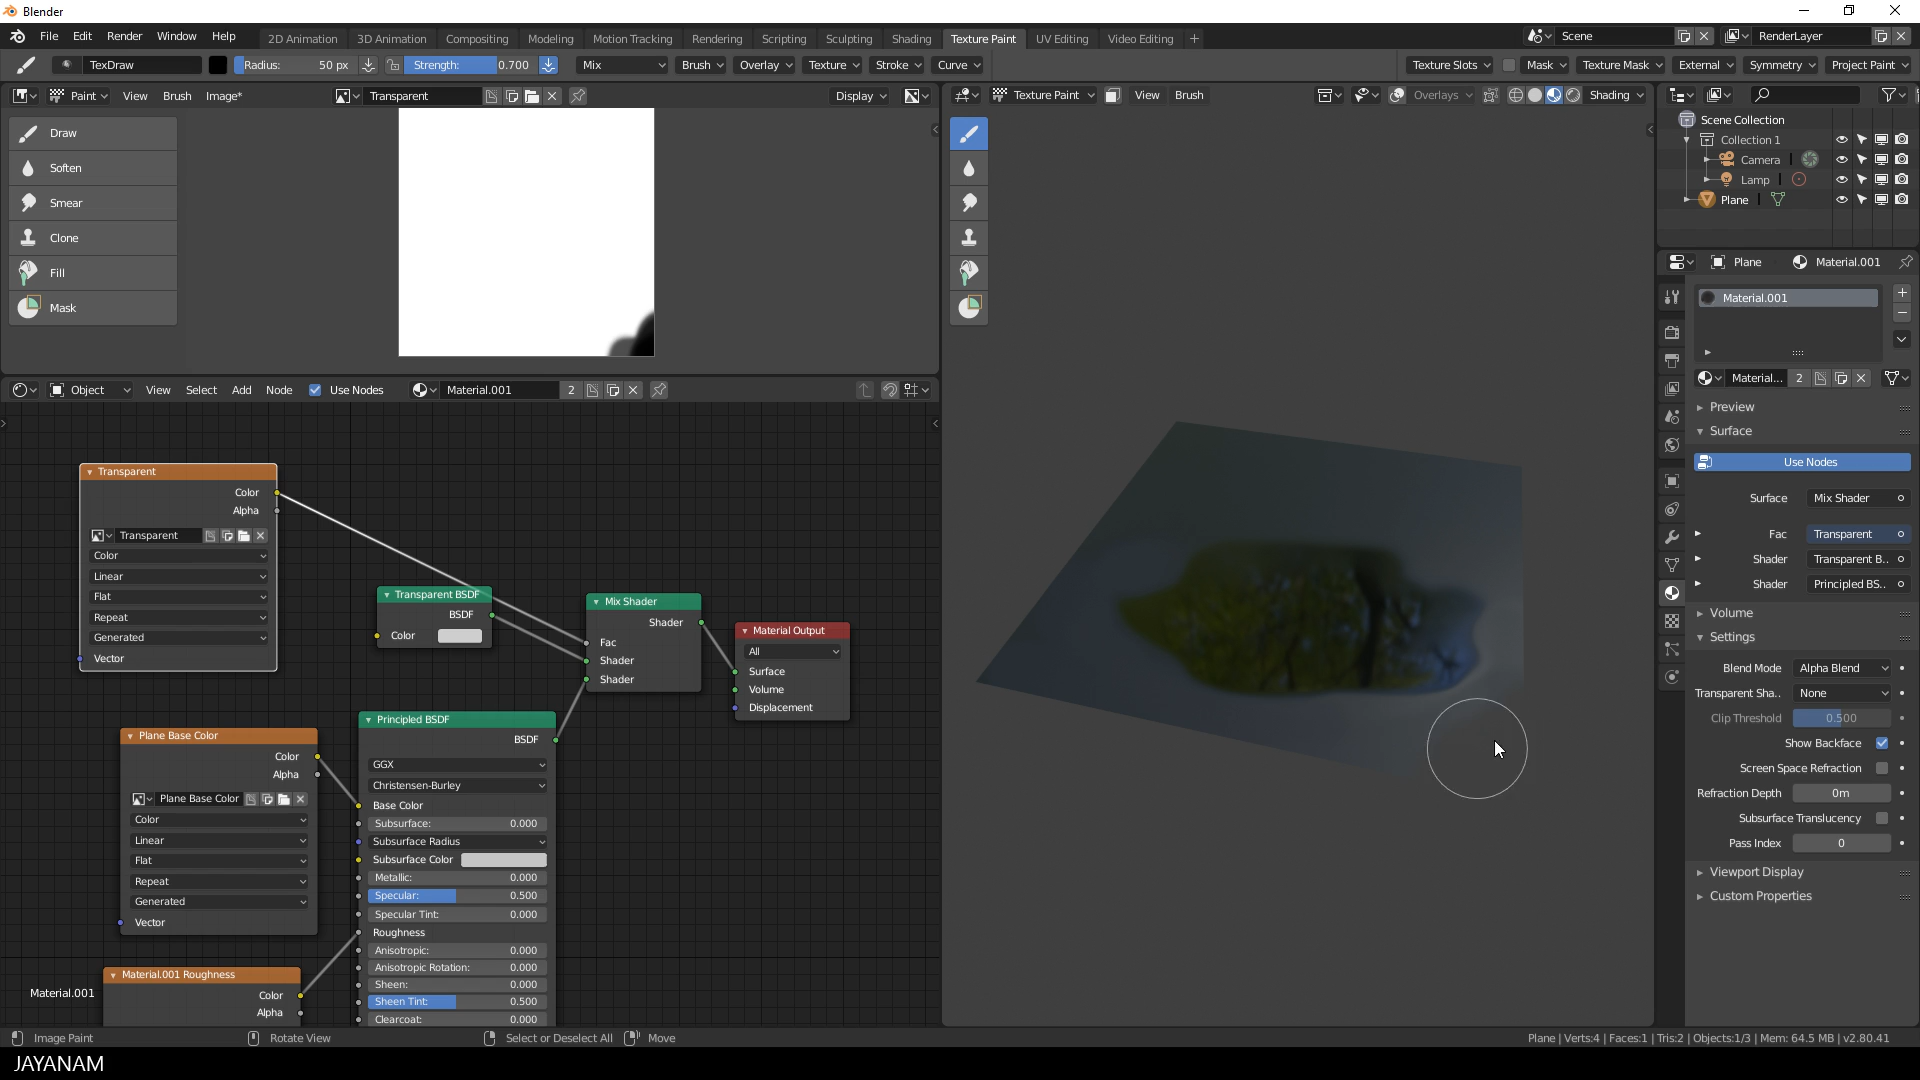 Blender
File Edit Render Window Help 2D Animation 3D Animation Compositing Modeling Motion Tracking Rendering Scripting Sculpting Shading Texture Paint UV Editing Video Editing + Scene RenderLayer
TexDraw Radius: 50 px Strength: 0.700 Mix Brush Overlay Texture Stroke Curve Texture Slots Mask Texture Mask External Symmetry Project Paint
Paint View Brush Image* Transparent Display
Draw
Soften
Smear
Clone
Fill
Mask
Object View Select Add Node Use Nodes Material.001 2
Transparent
Color
Alpha
Transparent
Color
Linear
Flat
Repeat
Generated
Vector
Transparent BSDF
BSDF
Color
Mix Shader
Shader
Fac
Shader
Shader
Material Output
All
Surface
Volume
Displacement
Plane Base Color
Color
Alpha
Plane Base Color
Color
Linear
Flat
Repeat
Generated
Vector
Principled BSDF
BSDF
GGX
Christensen-Burley
Base Color
Subsurface: 0.000
Subsurface Radius
Subsurface Color
Metallic: 0.000
Specular: 0.500
Specular Tint: 0.000
Roughness
Anisotropic: 0.000
Anisotropic Rotation: 0.000
Sheen: 0.000
Sheen Tint: 0.500
Clearcoat: 0.000
Material.001 Roughness
Color
Alpha
Material.001
Texture Paint View Brush Overlays Shading
Scene Collection
Collection 1
Camera
Lamp
Plane
Plane Material.001
Material.001
Material... 2
Preview
Surface
Use Nodes
Surface Mix Shader
Fac Transparent
Shader Transparent B..
Shader Principled BS..
Volume
Settings
Blend Mode Alpha Blend
Transparent Sha.. None
Clip Threshold 0.500
Show Backface
Screen Space Refraction
Refraction Depth 0m
Subsurface Translucency
Pass Index 0
Viewport Display
Custom Properties
Image Paint Rotate View Select or Deselect All Move Plane | Verts:4 | Faces:1 | Tris:2 | Objects:1/3 | Mem: 64.5 MB | v2.80.41
JAYANAM